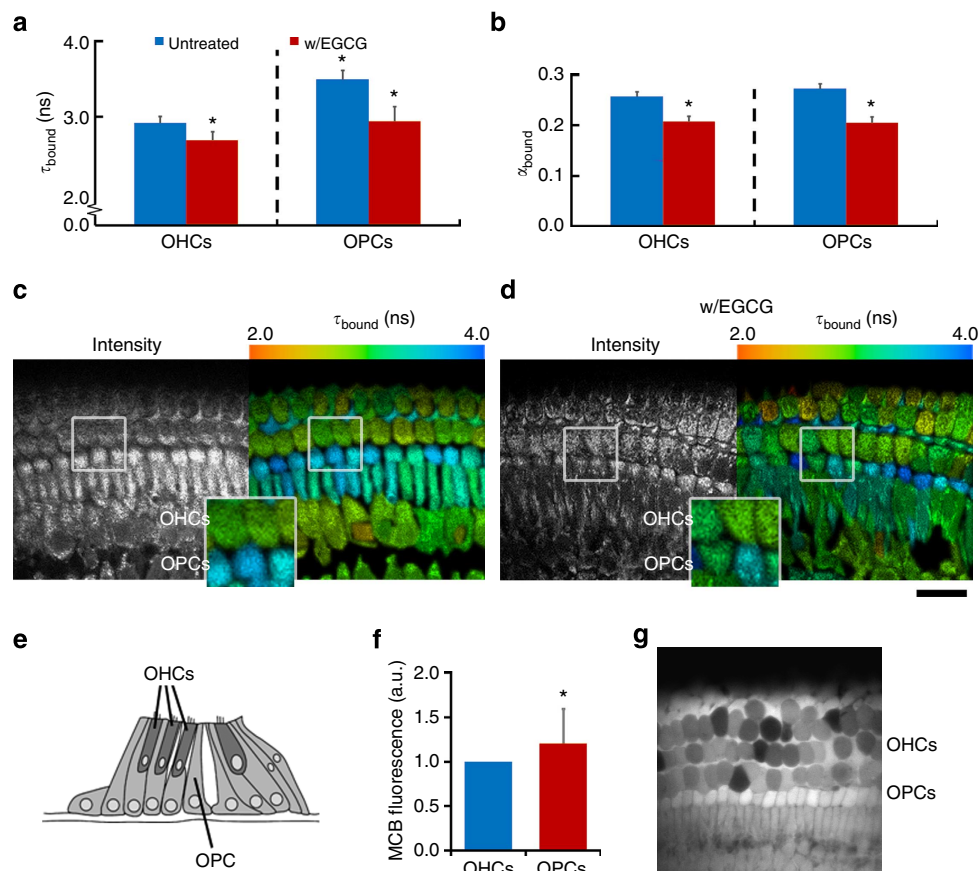 a
4.0
3.0
2.0
0.0
τbound (ns)
Untreated
w/EGCG
*
*
*
OHCs
OPCs
b
0.3
0.2
0.1
0.0
αbound
*
*
OHCs
OPCs
c
τbound (ns)
2.0
4.0
Intensity
OHCs
OPCs
d
w/EGCG
τbound (ns)
2.0
4.0
Intensity
OHCs
OPCs
e
OHCs
OPC
f
2.0
1.5
1.0
0.5
0.0
MCB fluorescence (a.u.)
*
OHCs
OPCs
g
OHCs
OPCs